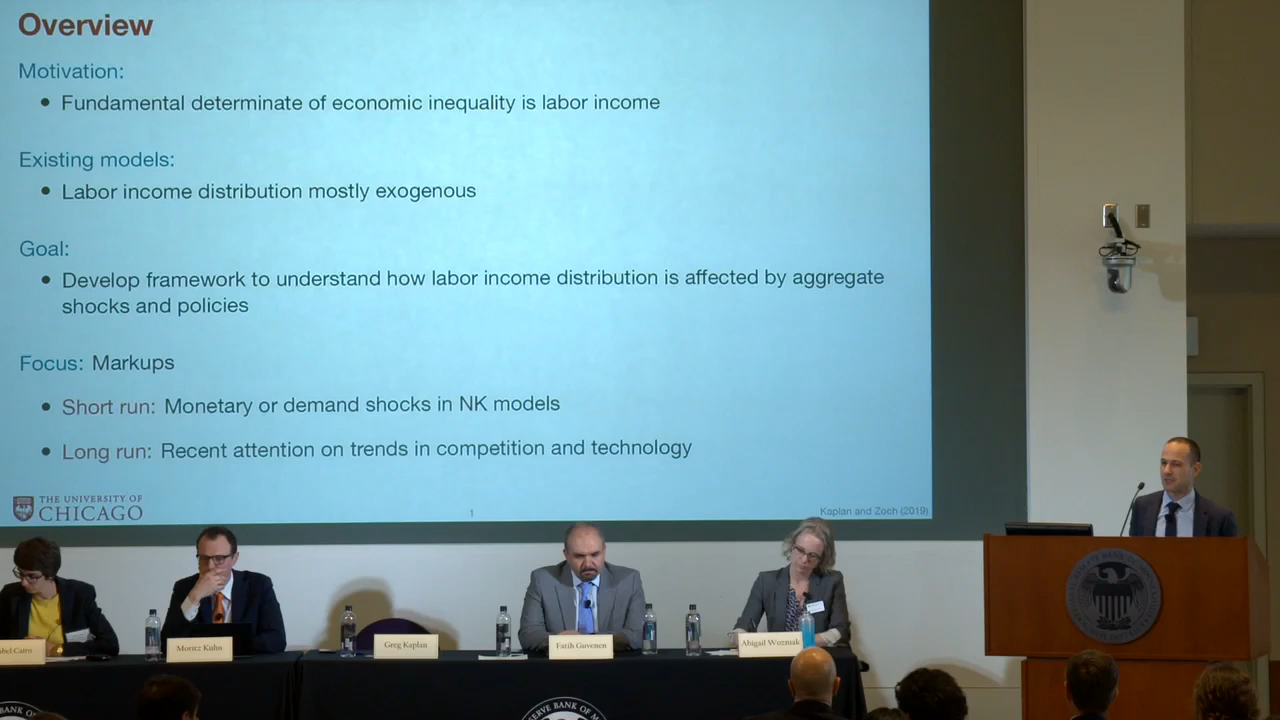 Overview
Motivation:
• Fundamental determinate of economic inequality is labor income
Existing models:
• Labor income distribution mostly exogenous
Goal:
• Develop framework to understand how labor income distribution is affected by aggregate
shocks and policies
Focus: Markups
• Short run: Monetary or demand shocks in NK models
• Long run: Recent attention on trends in competition and technology
THE UNIVERSITY OF
CHICAGO
1
Kaplan and Zoch (2019)
Moritz Kuhn
Greg Kaplan
Fatih Guvenen
Abigail Wozniak
RESERVE BANK OF